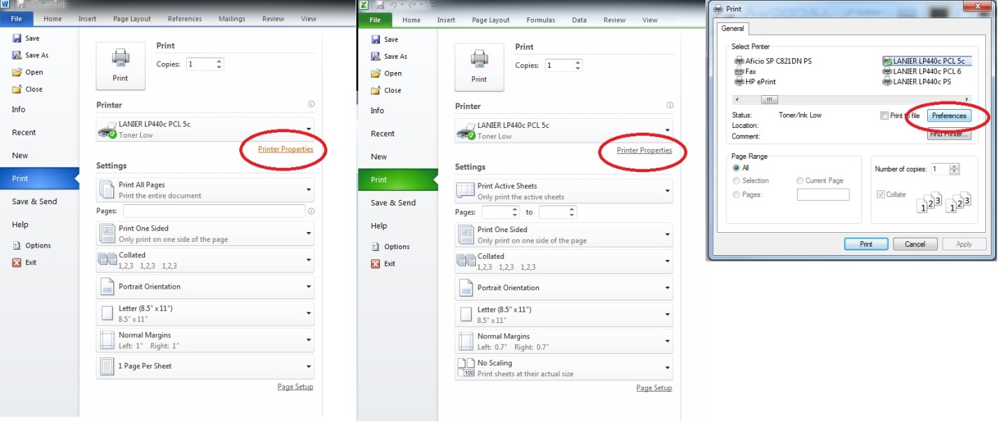 W
File Home Insert Page Layout References Mailings Review View
Save
Save As
Open
Close
Info
Recent
New
Print
Save & Send
Help
Options
Exit
Print
Print
Copies: 1
Printer
LANIER LP440c PCL 5c
Toner Low
Printer Properties
Settings
Print All Pages
Print the entire document
Pages:
Print One Sided
Only print on one side of the page
Collated
1,2,3 1,2,3 1,2,3
Portrait Orientation
Letter (8.5" x 11")
8.5" x 11"
Normal Margins
Left: 1" Right: 1"
1 Page Per Sheet
Page Setup
X
File Home Insert Page Layout Formulas Data Review View
Save
Save As
Open
Close
Info
Recent
New
Print
Save & Send
Help
Options
Exit
Print
Print
Copies: 1
Printer
LANIER LP440c PCL 5c
Toner Low
Printer Properties
Settings
Print Active Sheets
Only print the active sheets
Pages: to
Print One Sided
Only print on one side of the page
Collated
1,2,3 1,2,3 1,2,3
Portrait Orientation
Letter (8.5" x 11")
8.5" x 11"
Normal Margins
Left: 0.7" Right: 0.7"
No Scaling
100 Print sheets at their actual size
Page Setup
Print
General
Select Printer
Aficio SP C821DN PS LANIER LP440c PCL 5c
Fax LANIER LP440c PCL 6
HP ePrint LANIER LP440c PS
Status: Toner/Ink Low Print to file Preferences
Location:
Comment: Find Printer...
Page Range
All Number of copies: 1
Selection Current Page
Pages: Collate
1 2 3 1 2 3
Print Cancel Apply